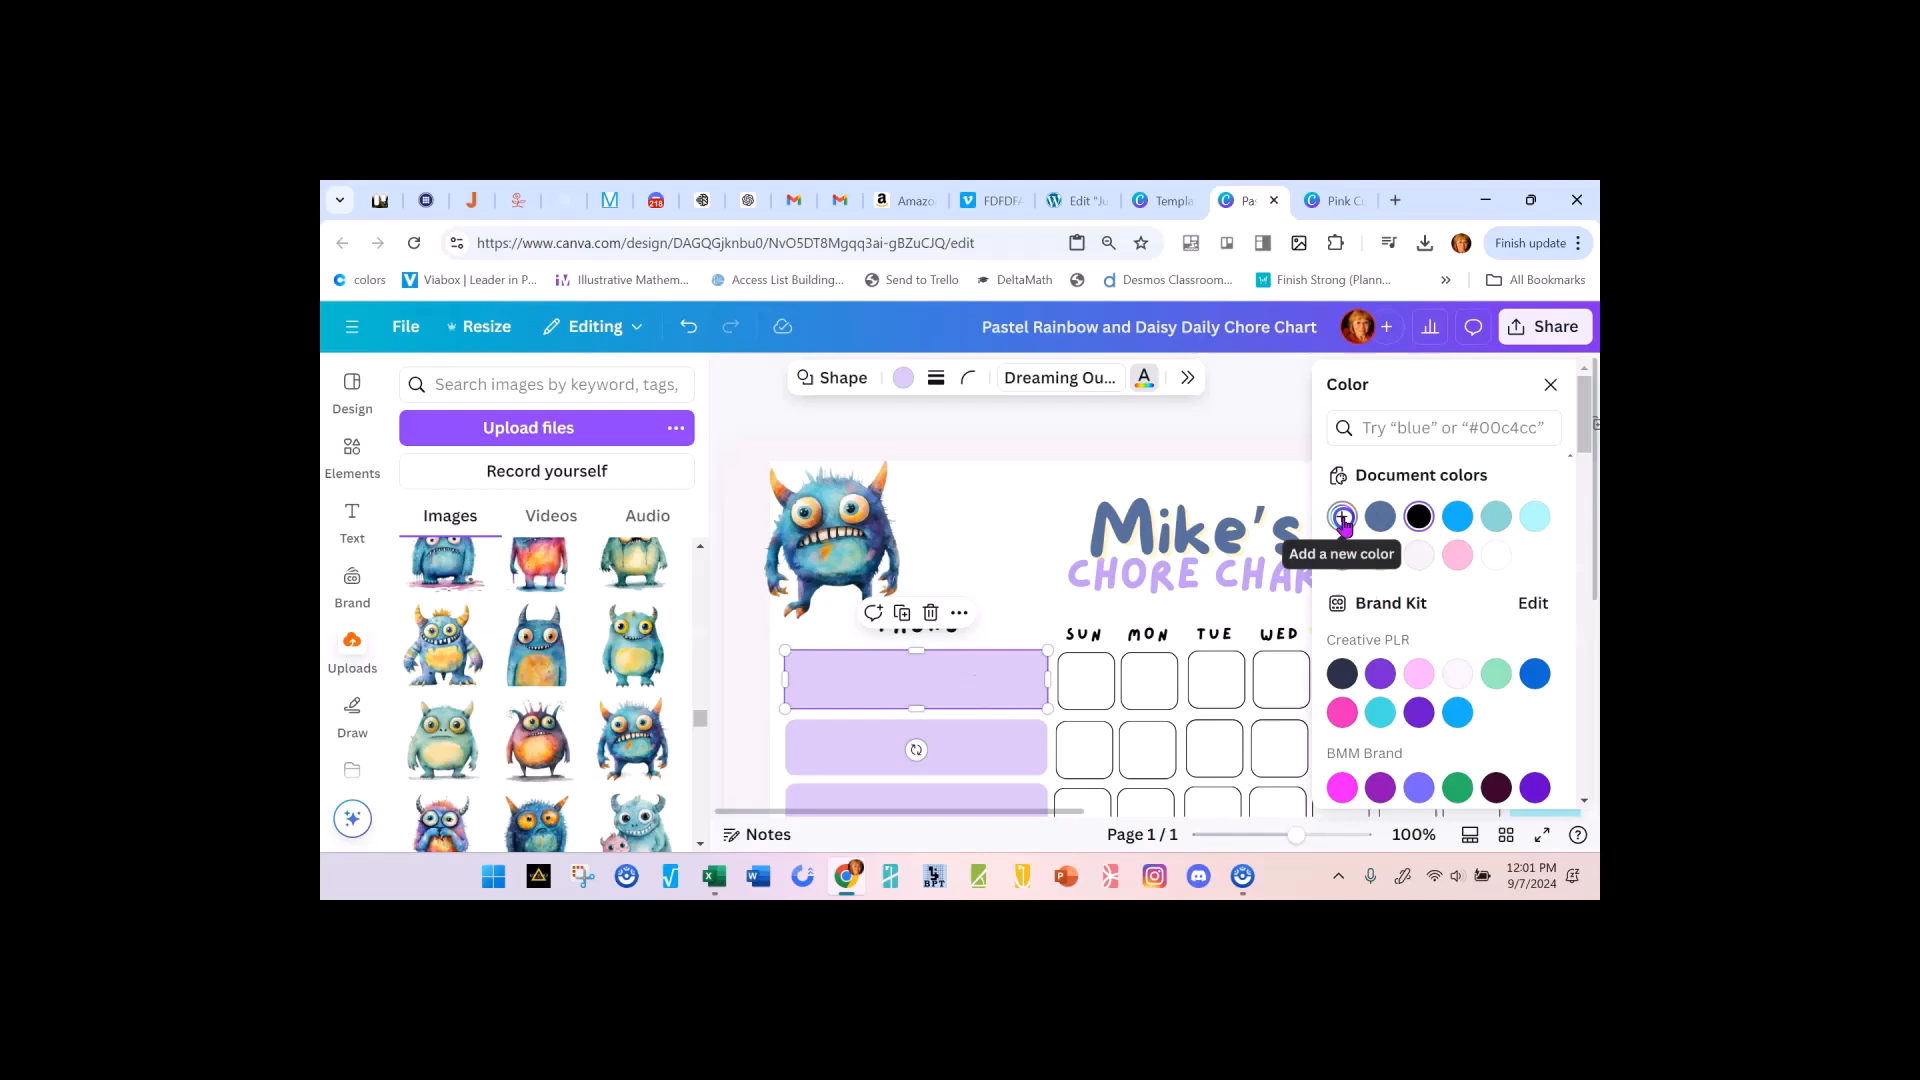 218
Amazo
FDFDF
Edit "Ju
Templa
Pa
Pink C
https://www.canva.com/design/DAGQGjknbu0/NvO5DT8Mgqq3ai-gBZuCJQ/edit
Finish update
colors
Viabox | Leader in P...
Illustrative Mathem...
Access List Building...
Send to Trello
DeltaMath
Desmos Classroom...
Finish Strong (Plann...
All Bookmarks
File
Resize
Editing
Pastel Rainbow and Daisy Daily Chore Chart
Share
Design
Elements
Text
Brand
Uploads
Draw
Search images by keyword, tags,
Upload files
Record yourself
Images
Videos
Audio
Shape
Dreaming Ou...
Mike's
CHORE CHAR
SUN
MON
TUE
WED
Color
Try “blue” or “#00c4cc”
Document colors
Add a new color
Brand Kit
Edit
Creative PLR
BMM Brand
Notes
Page 1 / 1
100%
BPT
12:01 PM
9/7/2024